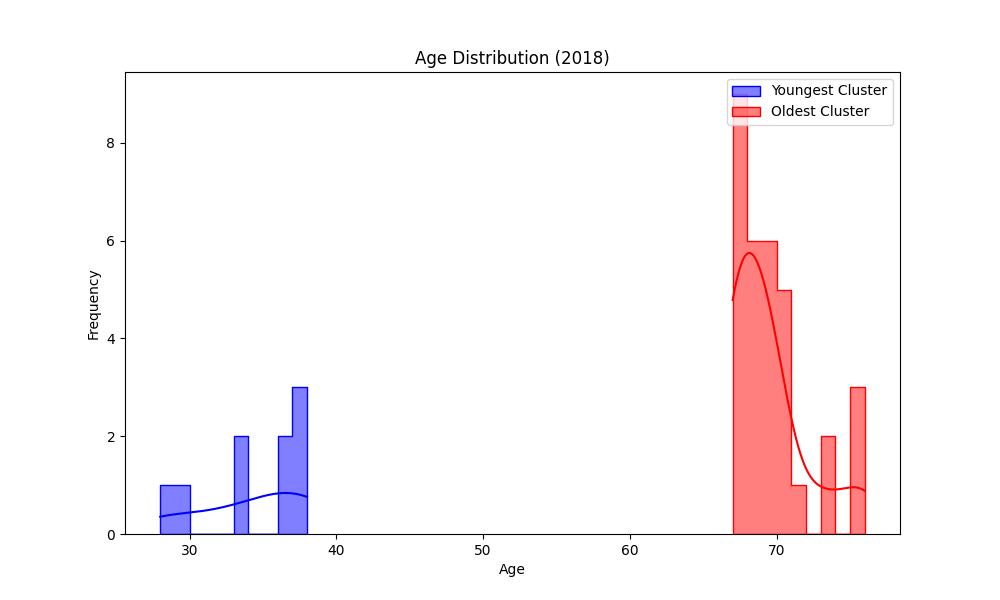 Age Distribution (2018)
Youngest Cluster
Oldest Cluster
8
6
4
2
0
Frequency
30 40 50 60 70
Age